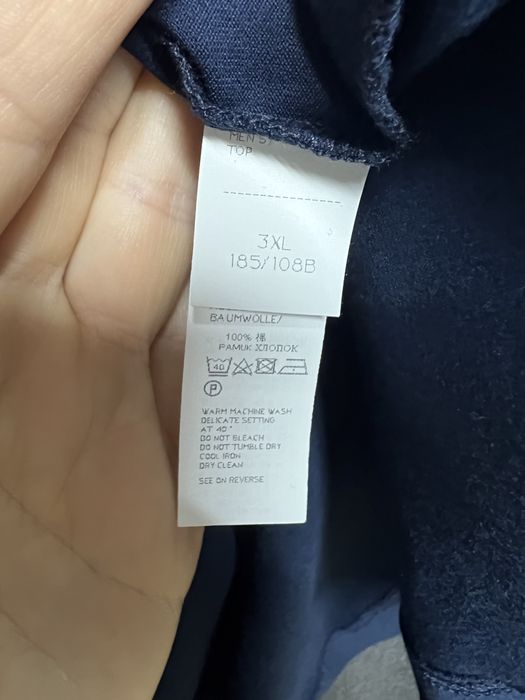 MEN'S
TOP
3XL
185/108B
BAUMWOLLE/
100% 棉
PAMUK ХЛОПОК
40
P
WARM MACHINE WASH
DELICATE SETTING
AT 40°
DO NOT BLEACH
DO NOT TUMBLE DRY
COOL IRON
DRY CLEAN
SEE ON REVERSE